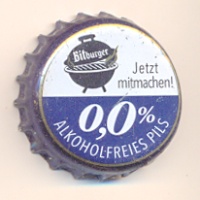 Bitburger
Jetzt
mitmachen!
0,0%
ALKOHOLFREIES PILS